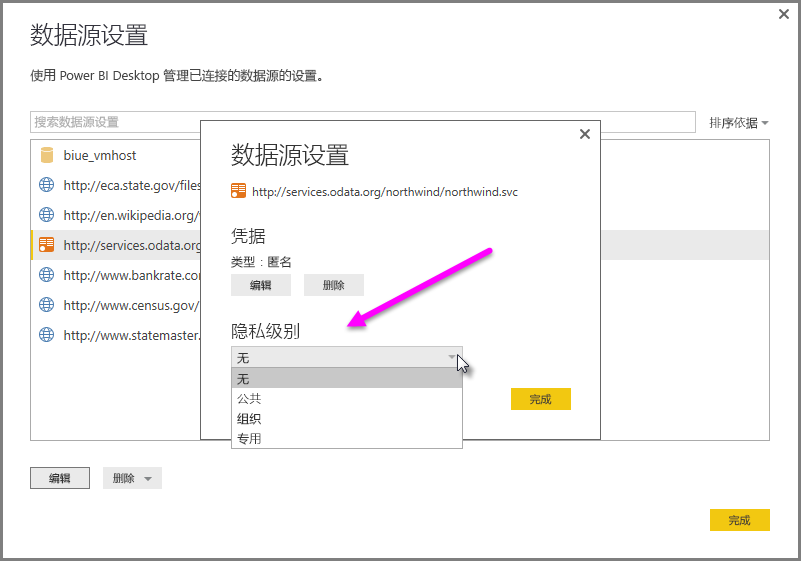 数据源设置
使用 Power BI Desktop 管理已连接的数据源的设置。
搜索数据源设置
排序依据
biue_vmhost
http://eca.state.gov/files
http://en.wikipedia.org/
http://services.odata.org
http://www.bankrate.co
http://www.census.gov/
http://www.statemaster.
数据源设置
http://services.odata.org/northwind/northwind.svc
凭据
类型：匿名
编辑 删除
隐私级别
无
无
公共
组织
专用
完成
编辑 删除
完成